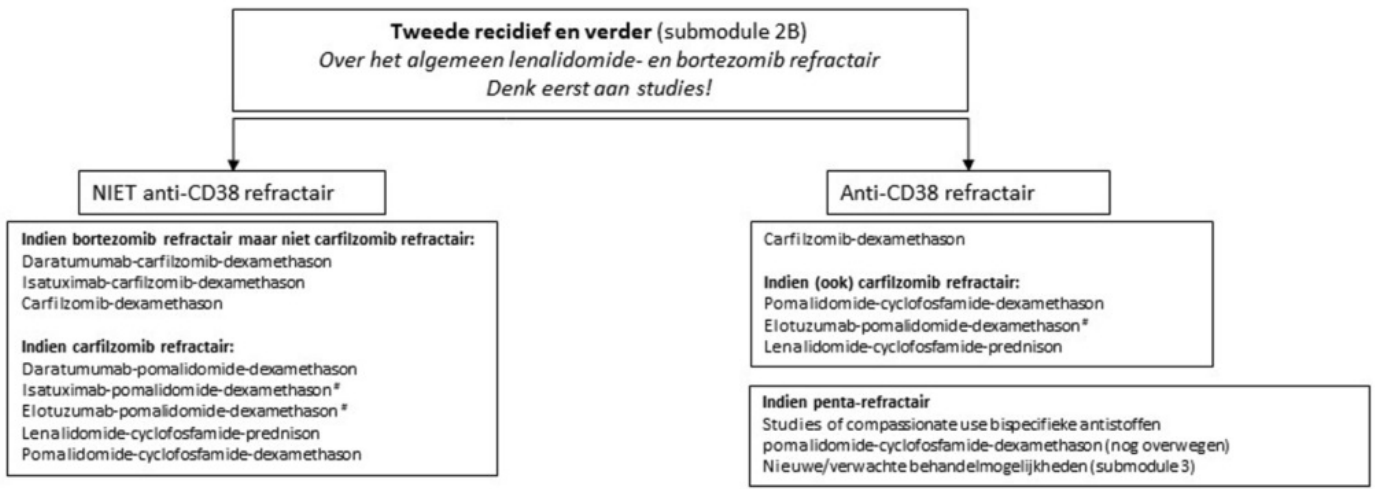 Tweede recidief en verder (submodule 2B)
Over het algemeen lenalidomide- en bortezomib refractair
Denk eerst aan studies!
NIET anti-CD38 refractair
Indien bortezomib refractair maar niet carfilzomib refractair:
Daratumumab-carfilzomib-dexamethason
Isatuximab-carfilzomib-dexamethason
Carfilzomib-dexamethason
Indien carfilzomib refractair:
Daratumumab-pomalidomide-dexamethason
Isatuximab-pomalidomide-dexamethason#
Elotuzumab-pomalidomide-dexamethason#
Lenalidomide-cyclofosfamide-prednison
Pomalidomide-cyclofosfamide-dexamethason
Anti-CD38 refractair
Carfilzomib-dexamethason
Indien (ook) carfilzomib refractair:
Pomalidomide-cyclofosfamide-dexamethason
Elotuzumab-pomalidomide-dexamethason#
Lenalidomide-cyclofosfamide-prednison
Indien penta-refractair
Studies of compassionate use bispecifieke antistoffen
pomalidomide-cyclofosfamide-dexamethason (nog overwegen)
Nieuwe/verwachte behandelmogelijkheden (submodule 3)